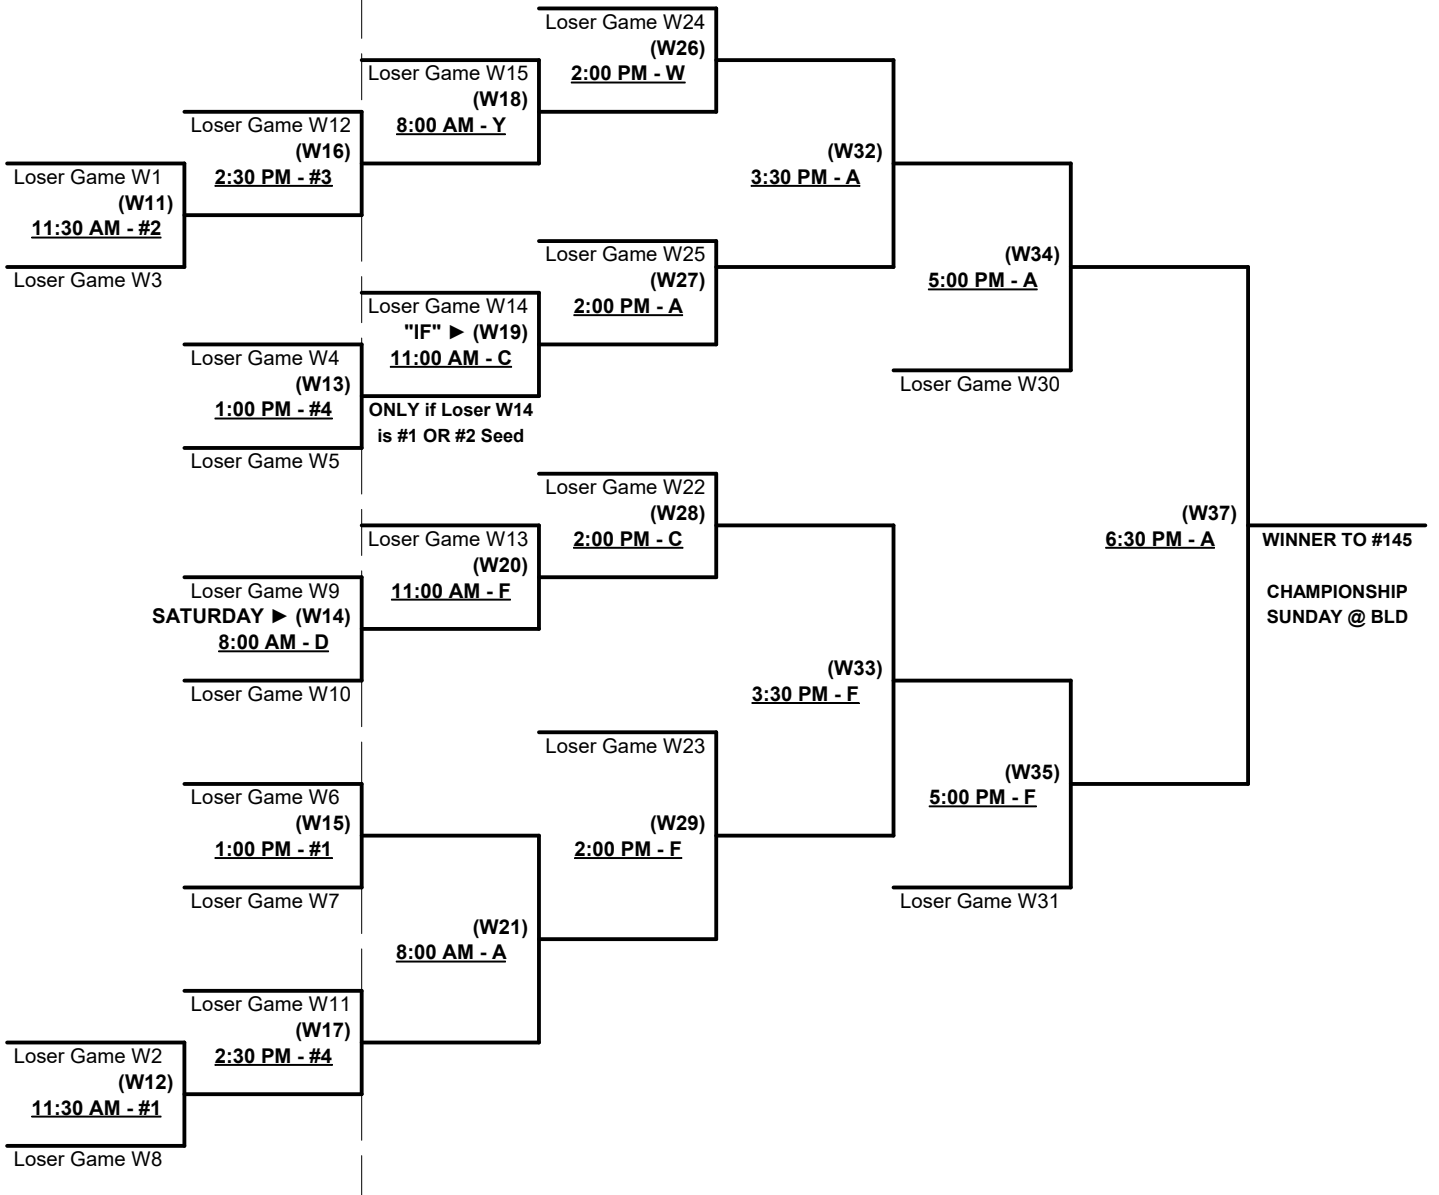 Loser Game W24
(W26)
2:00 PM - W
Loser Game W15
(W18)
8:00 AM - Y
Loser Game W12
(W16)
2:30 PM - #3
Loser Game W1
(W11)
11:30 AM - #2
Loser Game W3
(W32)
3:30 PM - A
Loser Game W25
(W27)
2:00 PM - A
Loser Game W14
"IF" ► (W19)
11:00 AM - C
Loser Game W4
(W13)
1:00 PM - #4
ONLY if Loser W14
is #1 OR #2 Seed
Loser Game W5
(W34)
5:00 PM - A
Loser Game W30
Loser Game W22
(W28)
2:00 PM - C
Loser Game W13
(W20)
11:00 AM - F
Loser Game W9
SATURDAY ► (W14)
8:00 AM - D
Loser Game W10
(W37)
6:30 PM - A
WINNER TO #145
CHAMPIONSHIP
SUNDAY @ BLD
(W33)
3:30 PM - F
Loser Game W23
(W29)
2:00 PM - F
Loser Game W6
(W15)
1:00 PM - #1
Loser Game W7
(W35)
5:00 PM - F
Loser Game W31
(W21)
8:00 AM - A
Loser Game W11
(W17)
2:30 PM - #4
Loser Game W2
(W12)
11:30 AM - #1
Loser Game W8